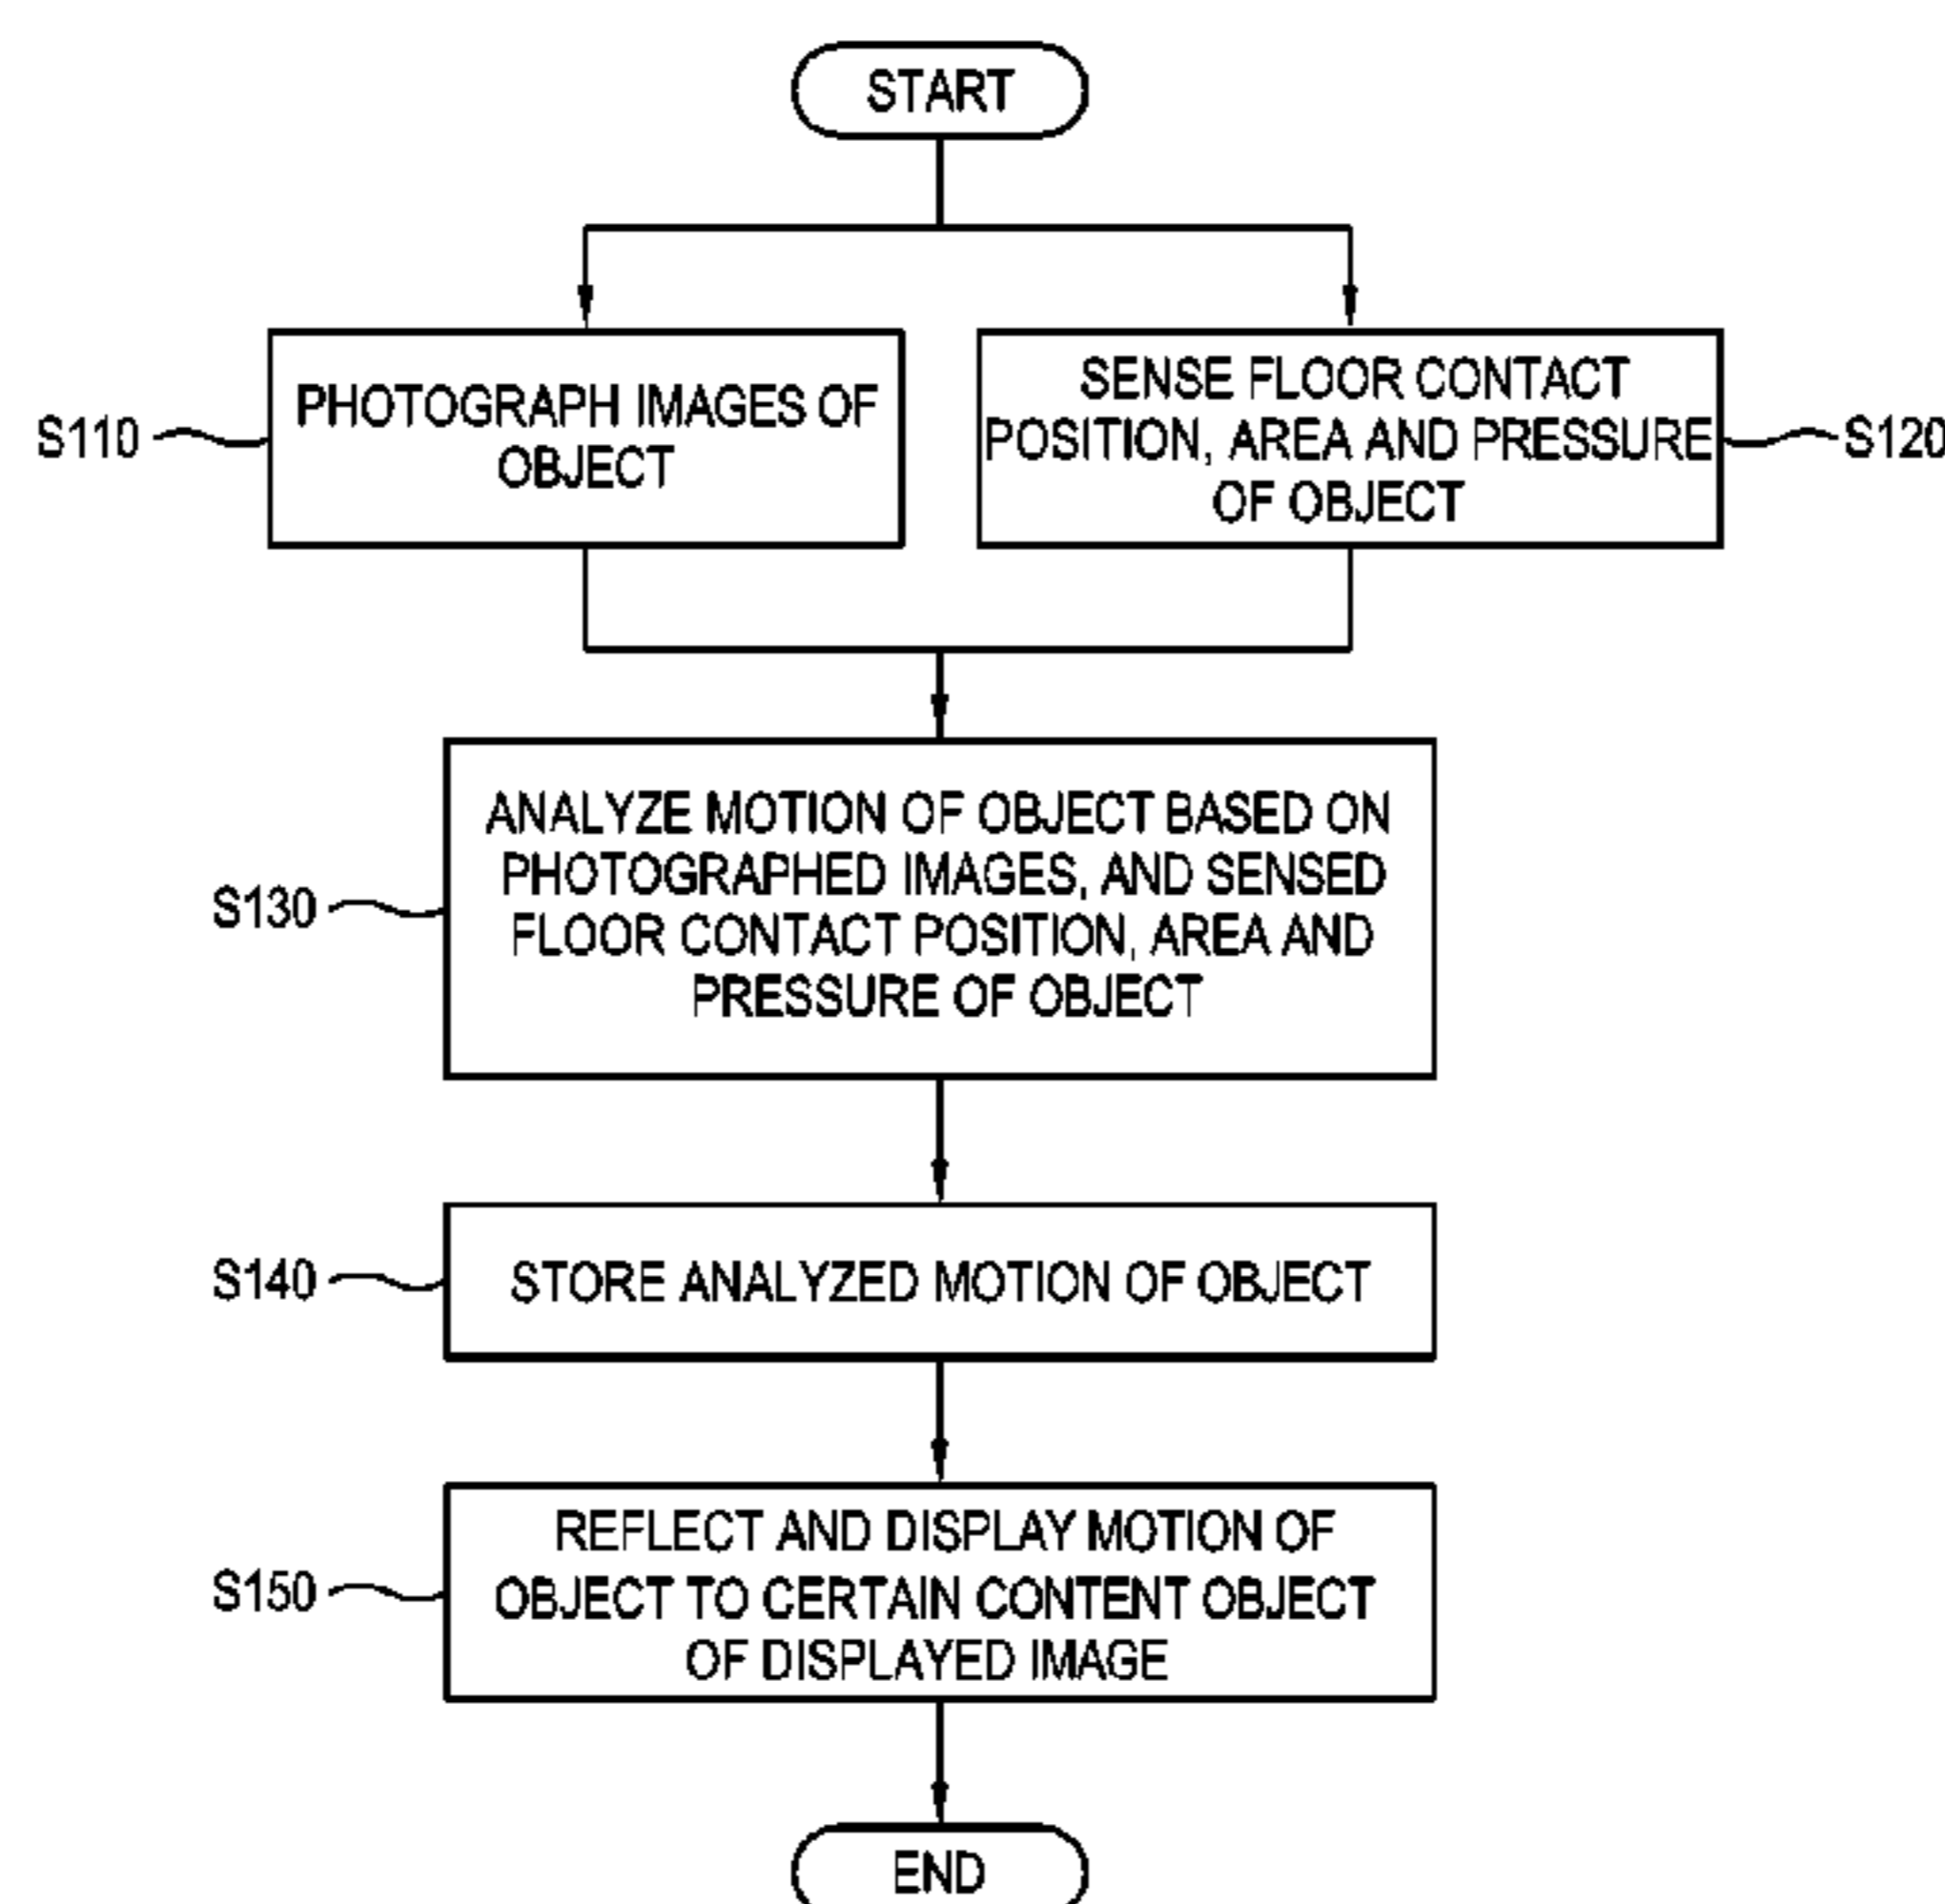 START
S110
PHOTOGRAPH IMAGES OF
OBJECT
SENSE FLOOR CONTACT
POSITION, AREA AND PRESSURE
OF OBJECT
S120
S130
ANALYZE MOTION OF OBJECT BASED ON
PHOTOGRAPHED IMAGES, AND SENSED
FLOOR CONTACT POSITION, AREA AND
PRESSURE OF OBJECT
S140
STORE ANALYZED MOTION OF OBJECT
S150
REFLECT AND DISPLAY MOTION OF
OBJECT TO CERTAIN CONTENT OBJECT
OF DISPLAYED IMAGE
END